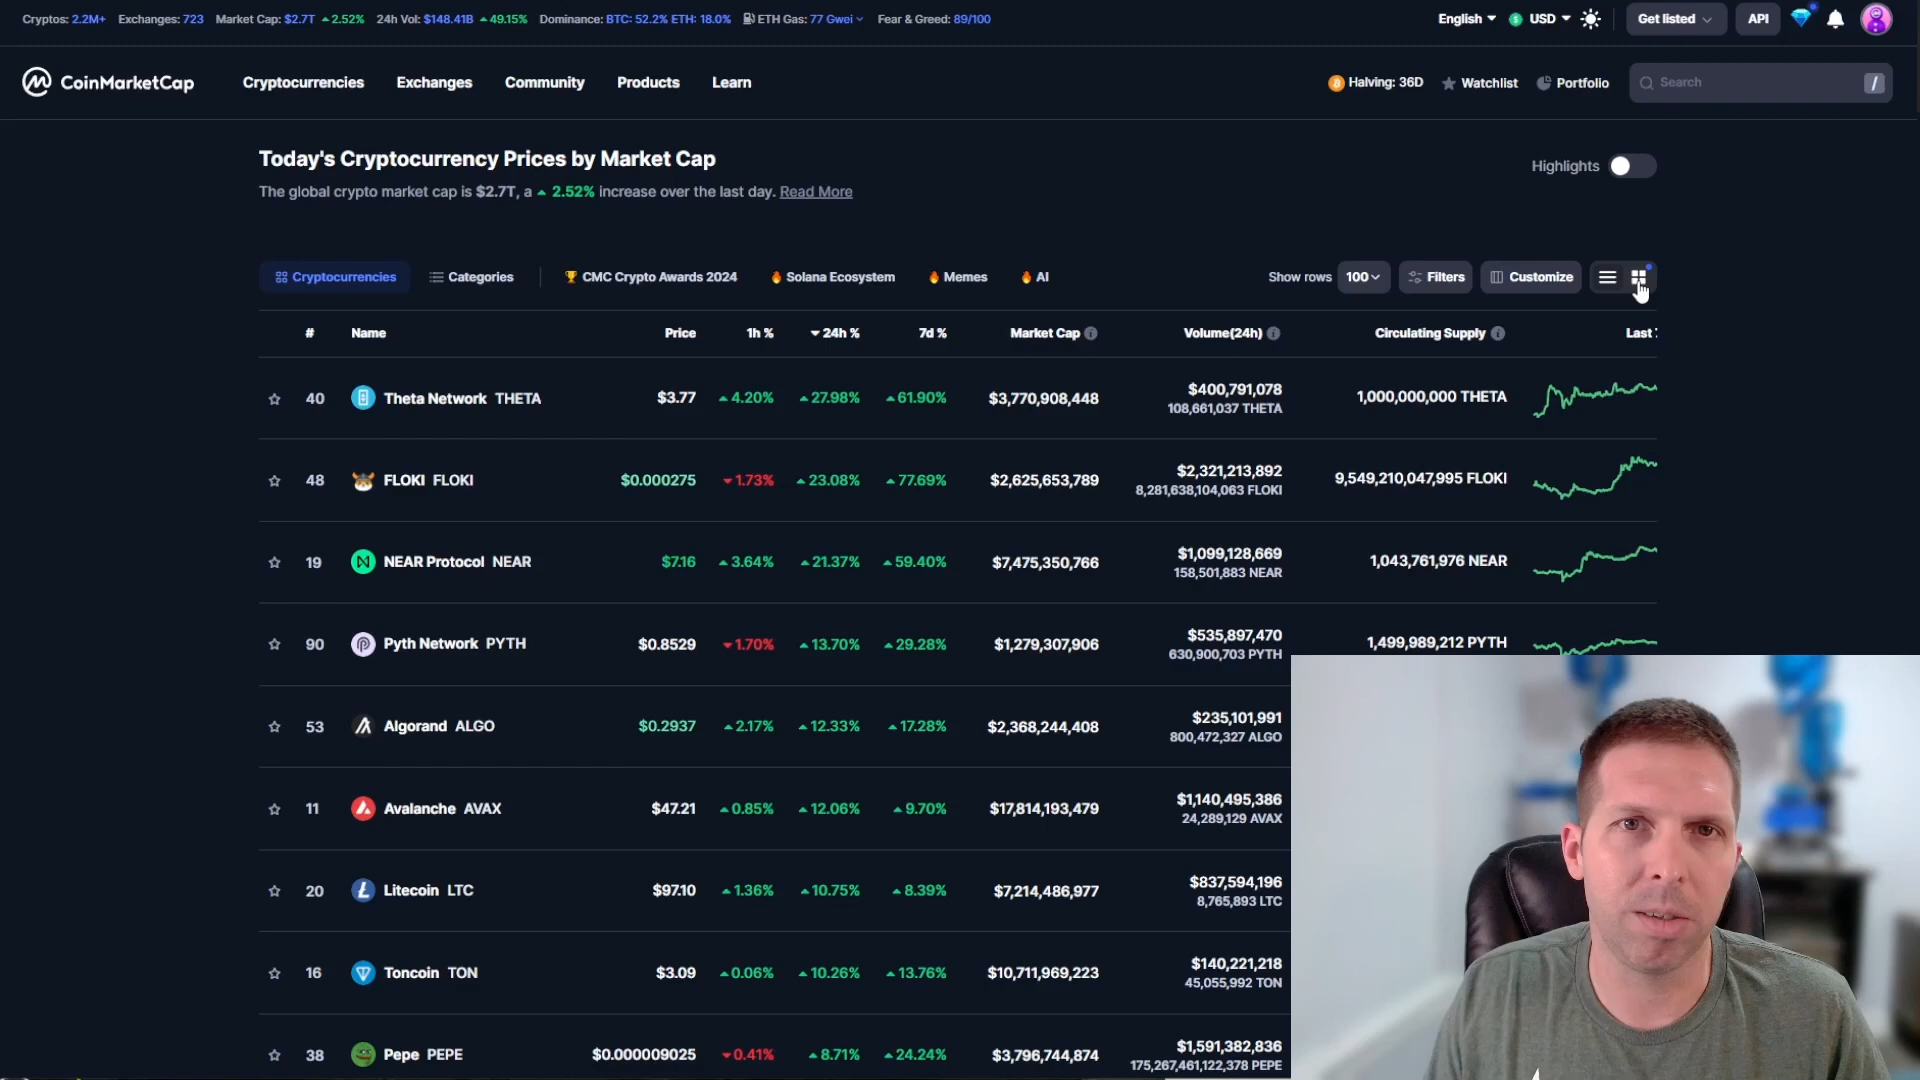 Cryptos: 2.2M+ Exchanges: 723 Market Cap: $2.7T 2.52% 24h Vol: $148.41B 49.15% Dominance: BTC: 52.2% ETH: 18.0% ETH Gas: 77 Gwei Fear & Greed: 89/100 English USD Get listed API
CoinMarketCap Cryptocurrencies Exchanges Community Products Learn Halving: 36D Watchlist Portfolio Search /
Today's Cryptocurrency Prices by Market Cap
Highlights
The global crypto market cap is $2.7T, a 2.52% increase over the last day. Read More
Cryptocurrencies Categories CMC Crypto Awards 2024 Solana Ecosystem Memes AI Show rows 100 Filters Customize
# Name Price 1h % 24h % 7d % Market Cap Volume(24h) Circulating Supply Last
40 Theta Network THETA $3.77 4.20% 27.98% 61.90% $3,770,908,448 $400,791,078 1,000,000,000 THETA
108,661,037 THETA
48 FLOKI FLOKI $0.000275 1.73% 23.08% 77.69% $2,625,653,789 $2,321,213,892 9,549,210,047,995 FLOKI
8,281,638,104,063 FLOKI
19 NEAR Protocol NEAR $7.16 3.64% 21.37% 59.40% $7,475,350,766 $1,099,128,669 1,043,761,976 NEAR
158,501,883 NEAR
90 Pyth Network PYTH $0.8529 1.70% 13.70% 29.28% $1,279,307,906 $535,897,470 1,499,989,212 PYTH
630,900,703 PYTH
53 Algorand ALGO $0.2937 2.17% 12.33% 17.28% $2,368,244,408 $235,101,991
800,472,327 ALGO
11 Avalanche AVAX $47.21 0.85% 12.06% 9.70% $17,814,193,479 $1,140,495,386
24,289,129 AVAX
20 Litecoin LTC $97.10 1.36% 10.75% 8.39% $7,214,486,977 $837,594,196
8,765,893 LTC
16 Toncoin TON $3.09 0.06% 10.26% 13.76% $10,711,969,223 $140,221,218
45,055,992 TON
38 Pepe PEPE $0.000009025 0.41% 8.71% 24.24% $3,796,744,874 $1,591,382,836
175,267,461,122,378 PEPE